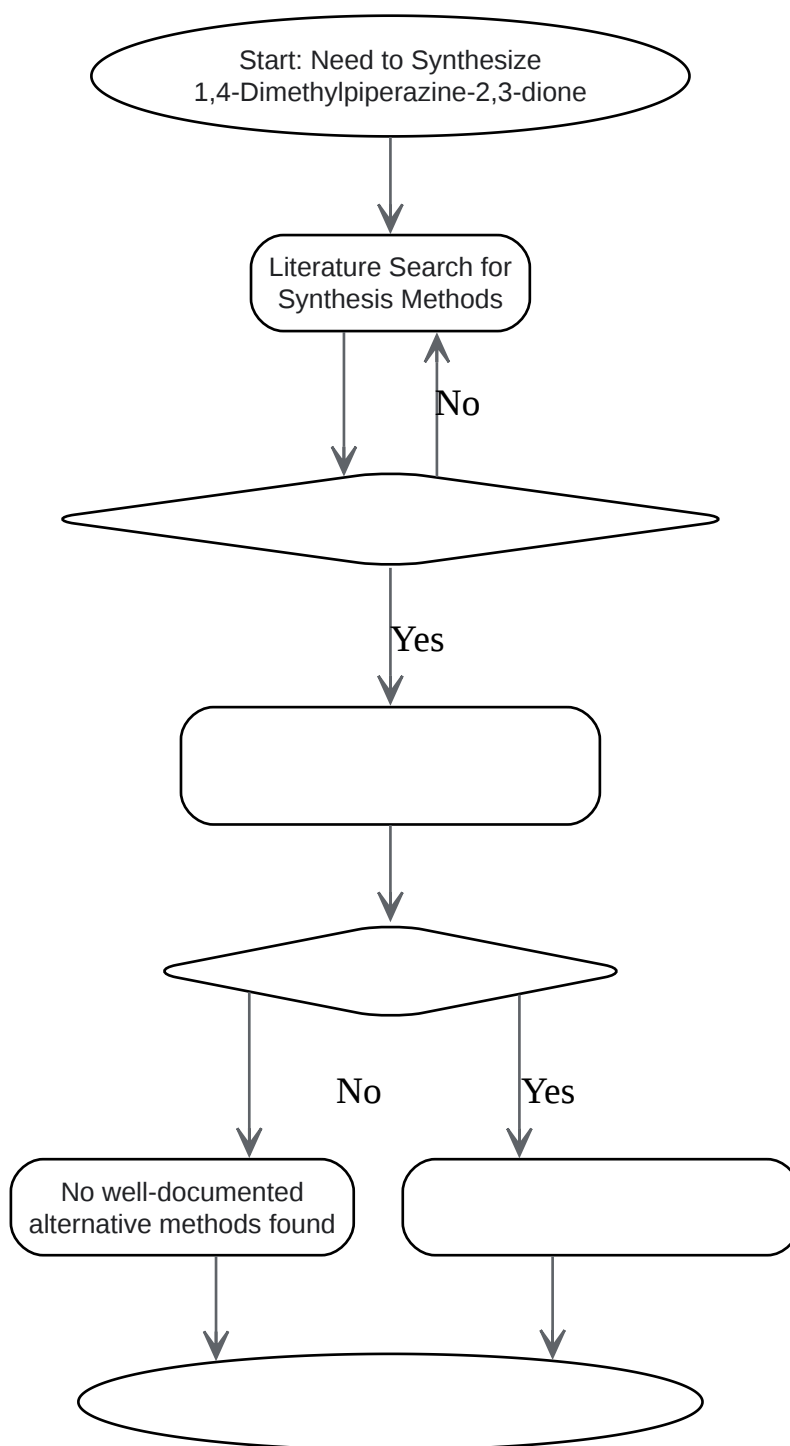 Start: Need to Synthesize
1,4-Dimethylpiperazine-2,3-dione
Literature Search for
Synthesis Methods
No
Yes
No
Yes
No well-documented
alternative methods found